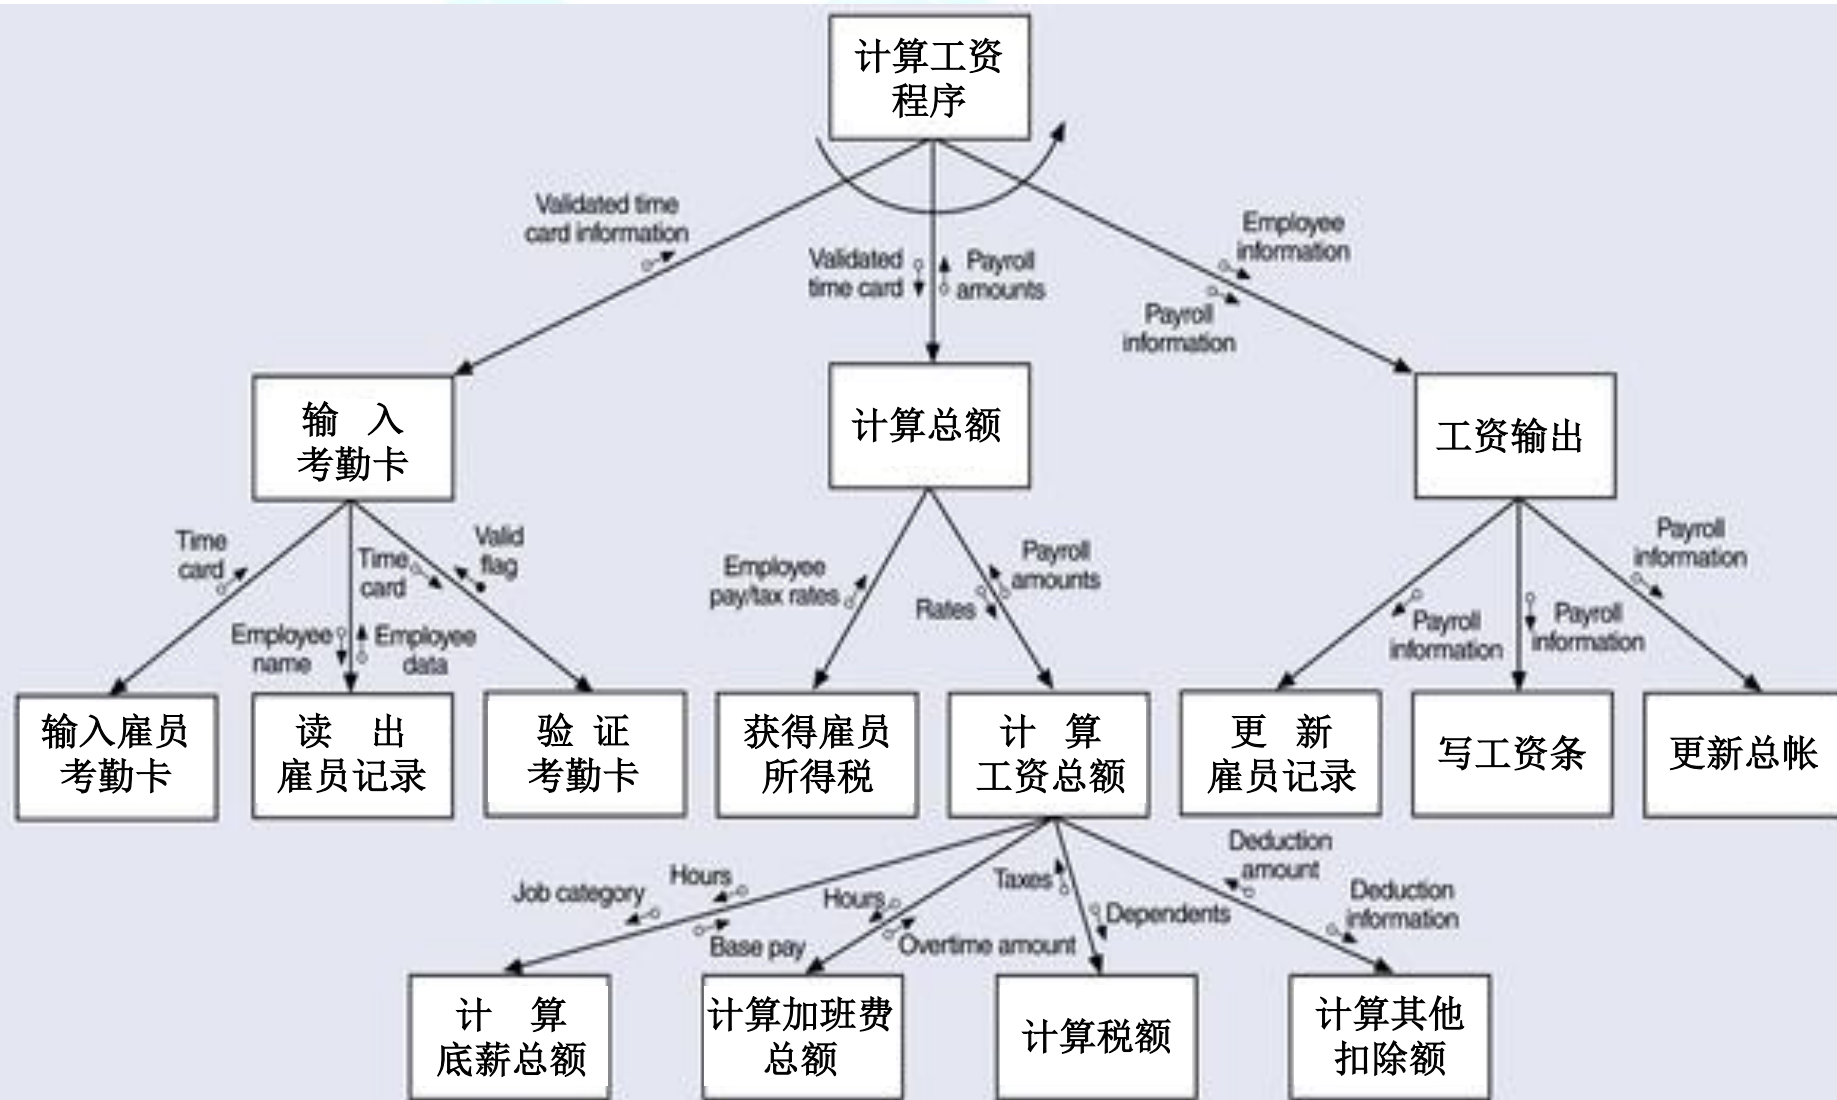 计算工资
程序
Validated time
card information
Validated
time card
Payroll
amounts
Employee
information
Payroll
information
输 入
考勤卡
计算总额
工资输出
Time
card
Time
card
Valid
flag
Employee
name
Employee
data
Employee
pay/tax rates
Rates
Payroll
amounts
Payroll
information
Payroll
information
Payroll
information
输入雇员
考勤卡
读 出
雇员记录
验 证
考勤卡
获得雇员
所得税
计 算
工资总额
更 新
雇员记录
写工资条
更新总帐
Job category
Hours
Base pay
Hours
Overtime amount
Taxes
Dependents
Deduction
amount
Deduction
information
计 算
底薪总额
计算加班费
总额
计算税额
计算其他
扣除额